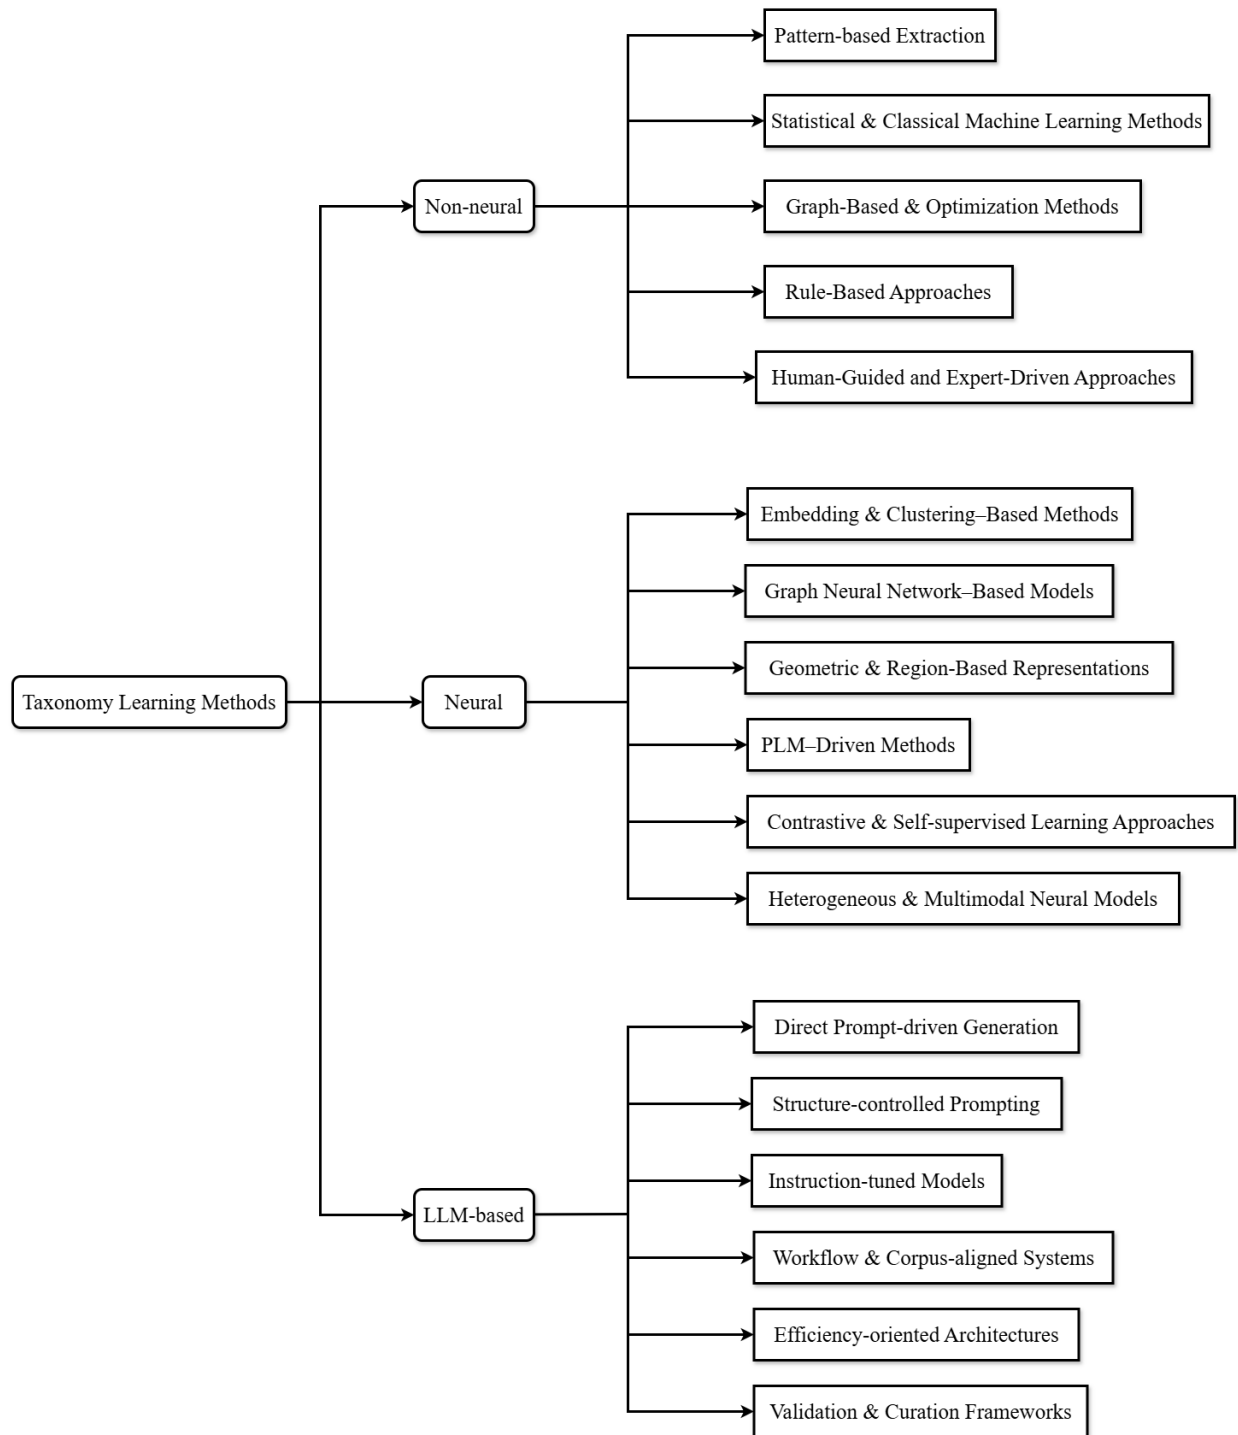 Taxonomy Learning Methods
Non-neural
Pattern-based Extraction
Statistical & Classical Machine Learning Methods
Graph-Based & Optimization Methods
Rule-Based Approaches
Human-Guided and Expert-Driven Approaches
Neural
Embedding & Clustering–Based Methods
Graph Neural Network–Based Models
Geometric & Region-Based Representations
PLM–Driven Methods
Contrastive & Self-supervised Learning Approaches
Heterogeneous & Multimodal Neural Models
LLM-based
Direct Prompt-driven Generation
Structure-controlled Prompting
Instruction-tuned Models
Workflow & Corpus-aligned Systems
Efficiency-oriented Architectures
Validation & Curation Frameworks